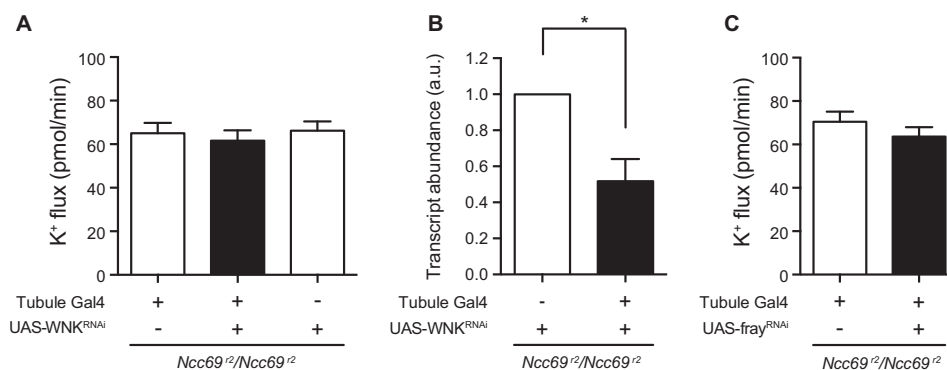 A
K⁺ flux (pmol/min)
100
80
60
40
20
0
Tubule Gal4 + + -
UAS-WNK^RNAi - + +
Ncc69^r2/Ncc69^r2
B
*
Transcript abundance (a.u.)
1.2
1.0
0.8
0.6
0.4
0.2
0.0
Tubule Gal4 - +
UAS-WNK^RNAi + +
Ncc69^r2/Ncc69^r2
C
K⁺ flux (pmol/min)
100
80
60
40
20
0
Tubule Gal4 + +
UAS-fray^RNAi - +
Ncc69^r2/Ncc69^r2